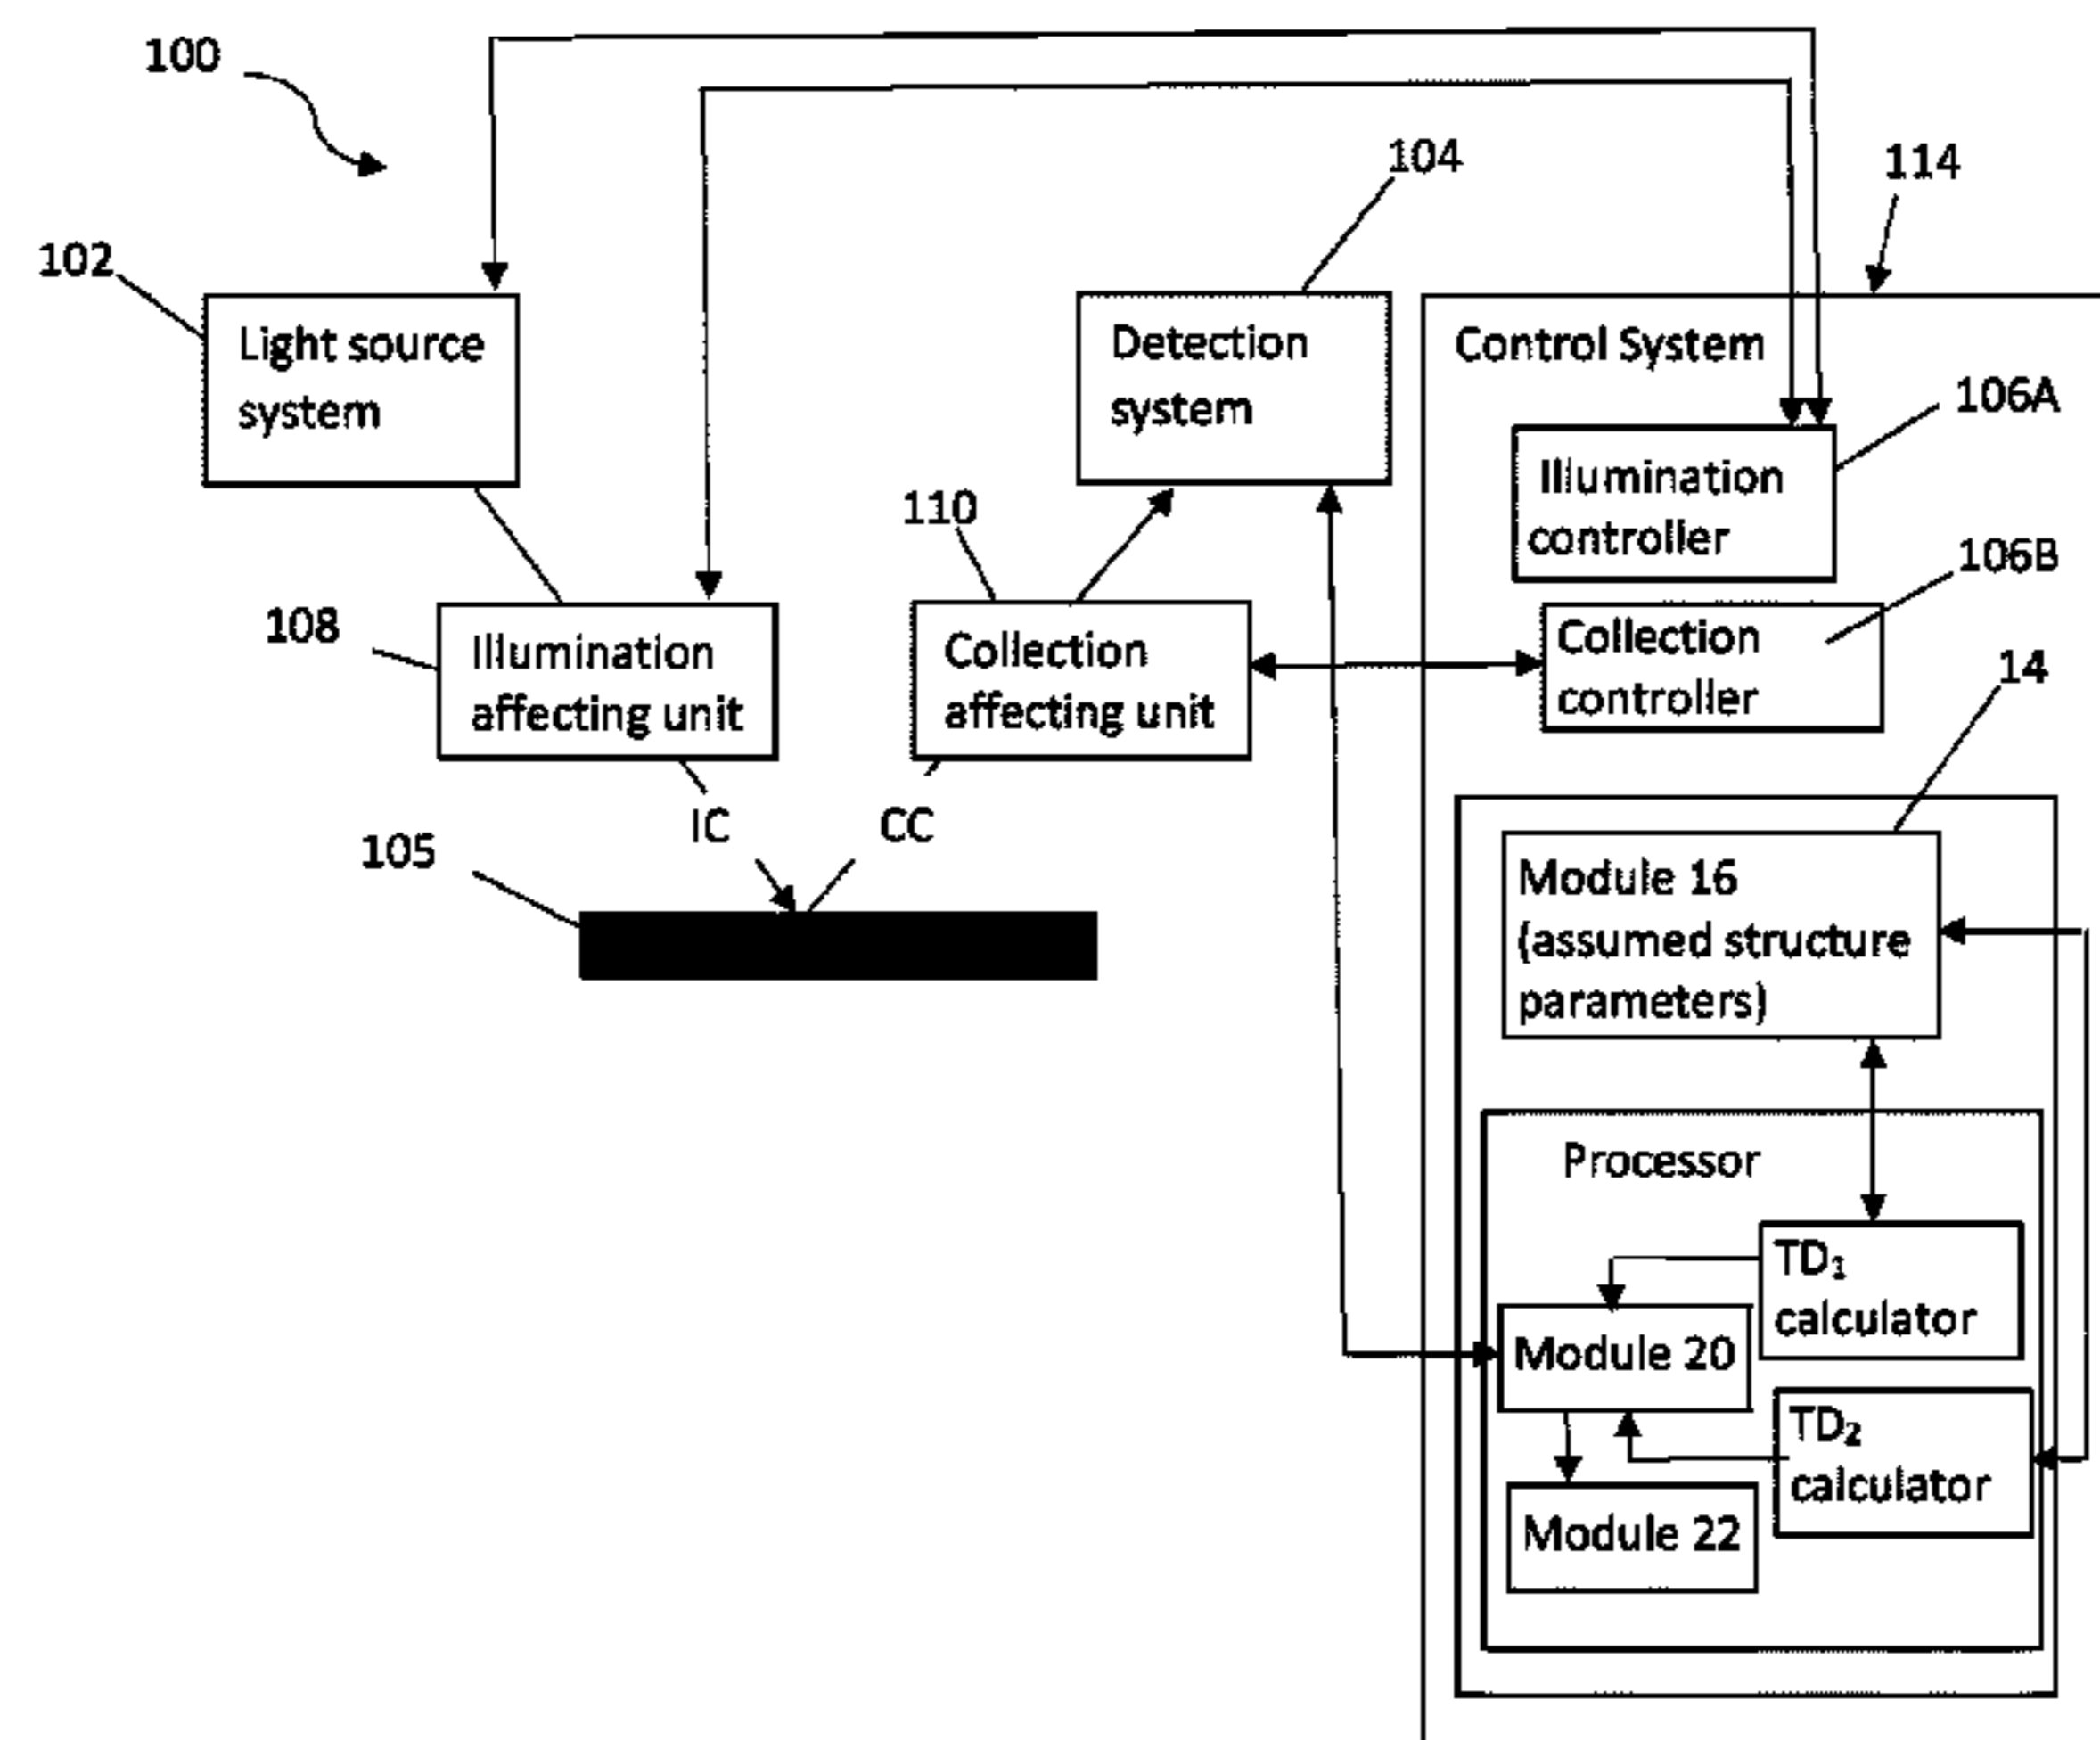 100
104
114
102
Light source
system
Detection
system
Control System
106A
Illumination
controller
110
106B
108
Illumination
affecting unit
Collection
affecting unit
Collection
controller
14
IC
CC
105
Module 16
(assumed structure
parameters)
Processor
TD₁
calculator
Module 20
TD₂
calculator
Module 22